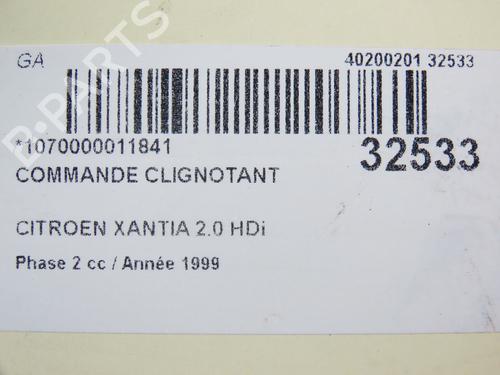 GA 40200201 32533
*1070000011841 32533
COMMANDE CLIGNOTANT
CITROEN XANTIA 2.0 HDi
Phase 2 cc / Année 1999
B-PARTS